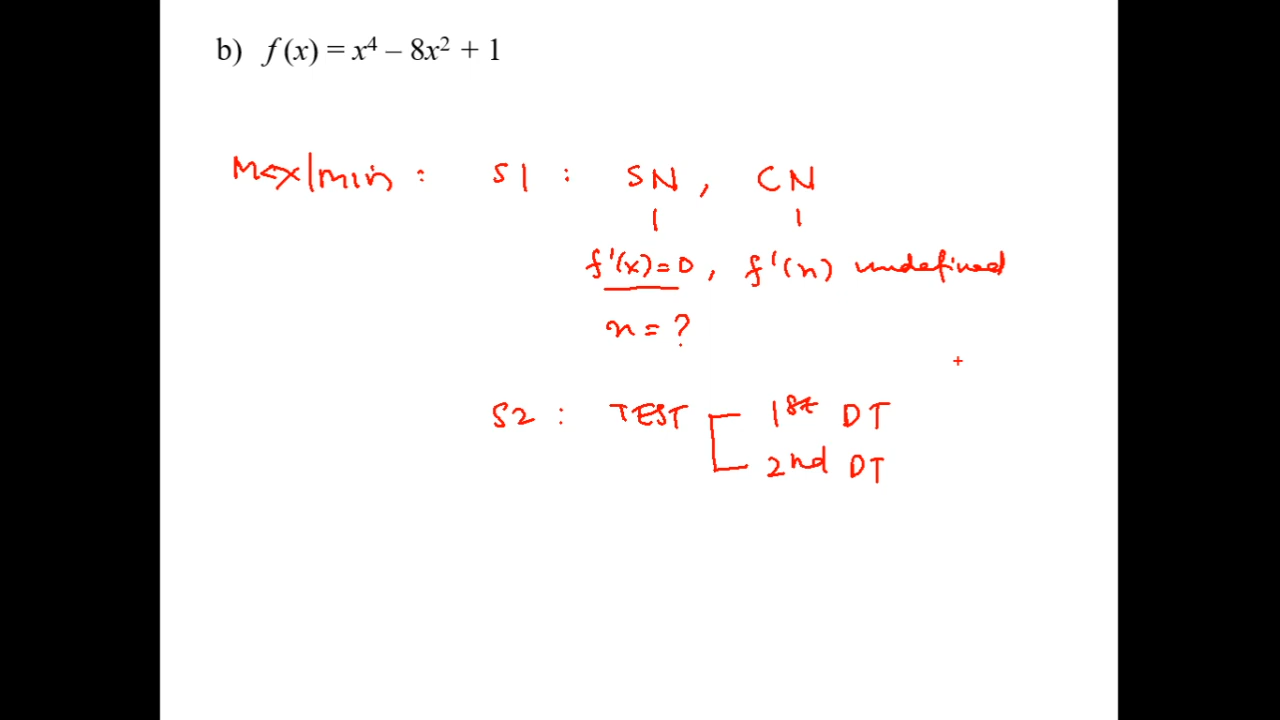 b) f (x) = x⁴ – 8x² + 1
Max/min : S1 : SN, CN
f'(x)=0, f'(x) undefined
x = ?
S2 : TEST 1st DT
2nd DT